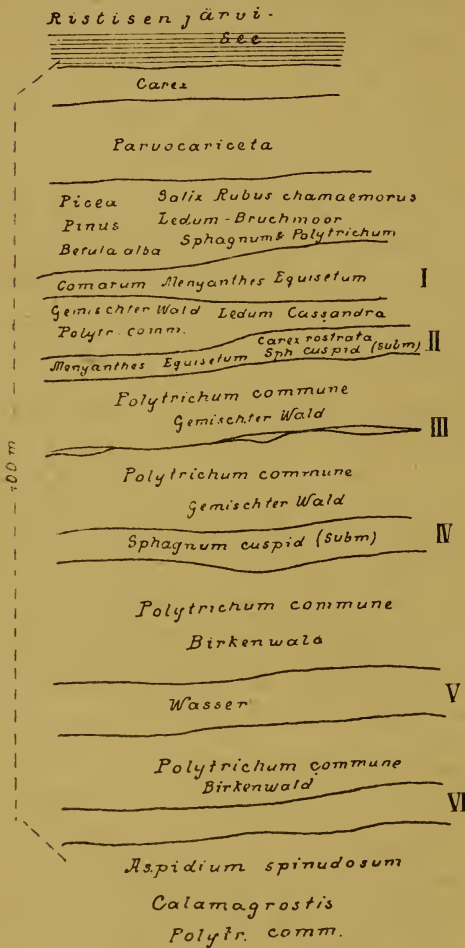 Ristisenjärvi-
See
Carex
Parvocariceta
Picea Salix Rubus chamaemorus
Pinus Ledum-Bruchmoor
Betula alba Sphagnum & Polytrichum
Comarum Menyanthes Equisetum I
Gemischter Wald Ledum Cassandra
Polytr. comm.
Carex rostrata II
Menyanthes Equisetum Sph cuspid (Subm)
Polytrichum commune
Gemischter Wald III
Polytrichum commune
Gemischter Wald
Sphagnum cuspid (Subm) IV
100 m
Polytrichum commune
Birkenwald
Wasser V
Polytrichum commune
Birkenwald VI
Aspidium spinudosum
Calamagrostis
Polytr. comm.